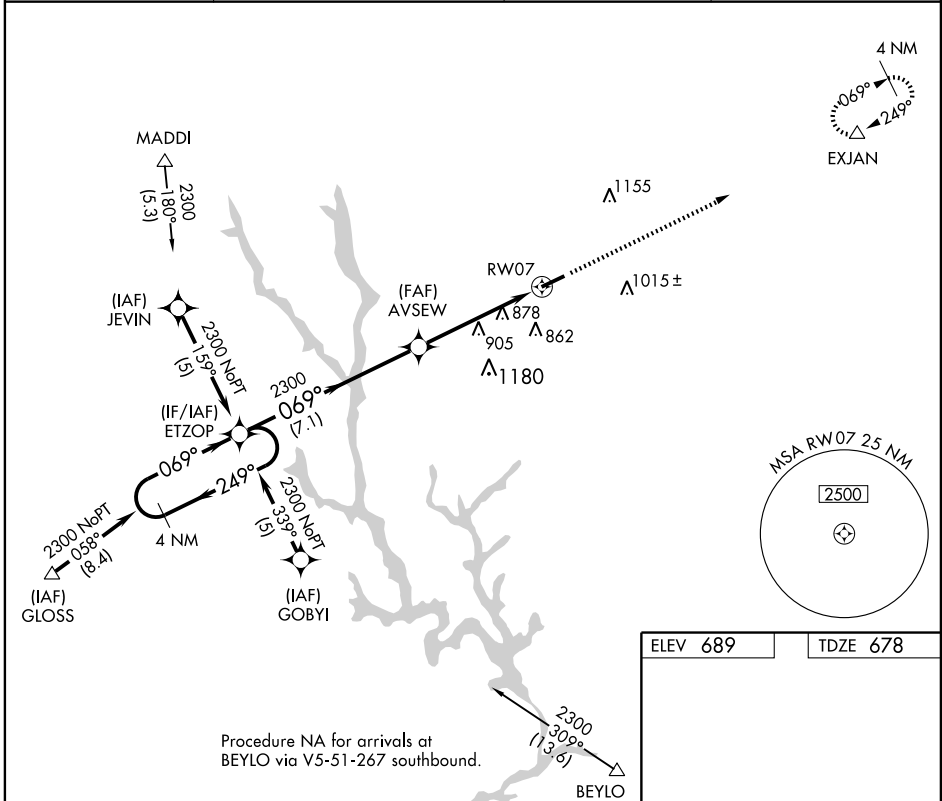 4 NM
069°
249°
EXJAN
MADDI
2300
180°
(5.3)
1155
RW07
1015±
(FAF)
AVSEW
878
905
862
1180
(IAF)
JEVIN
2300 NoPT
159°
(5)
(IF/IAF)
ETZOP
2300
069°
(7.1)
069°
249°
4 NM
2300 NoPT
058°
(8.4)
(IAF)
GLOSS
2300 NoPT
339°
(5)
(IAF)
GOBYI
MSA RW07 25 NM
2500
ELEV 689
TDZE 678
2300
309°
(13.6)
BEYLO
Procedure NA for arrivals at
BEYLO via V5-51-267 southbound.